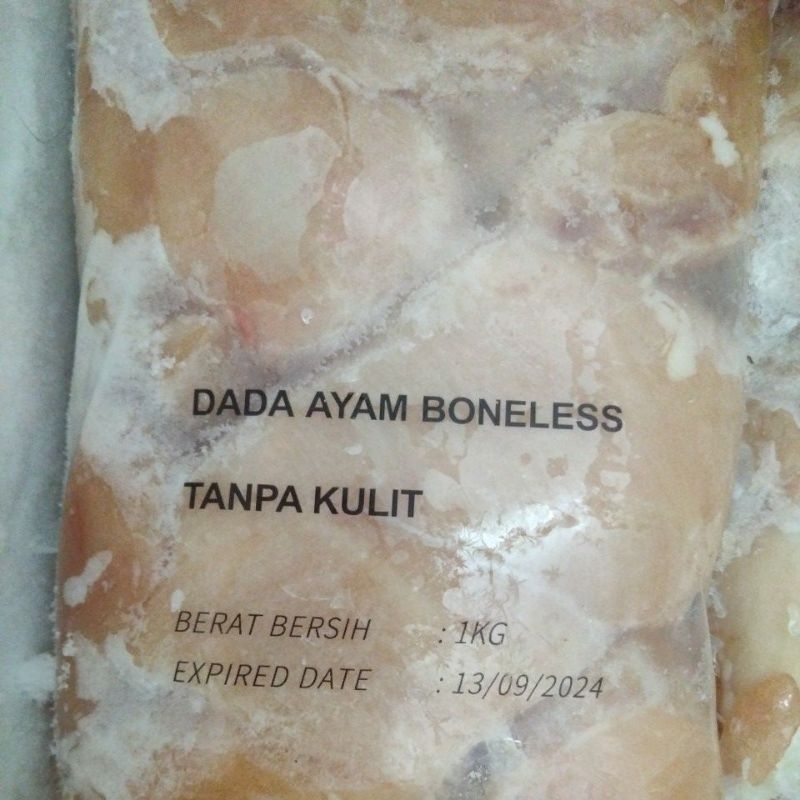 DADA AYAM BONELESS
TANPA KULIT
BERAT BERSIH : 1KG
EXPIRED DATE : 13/09/2024